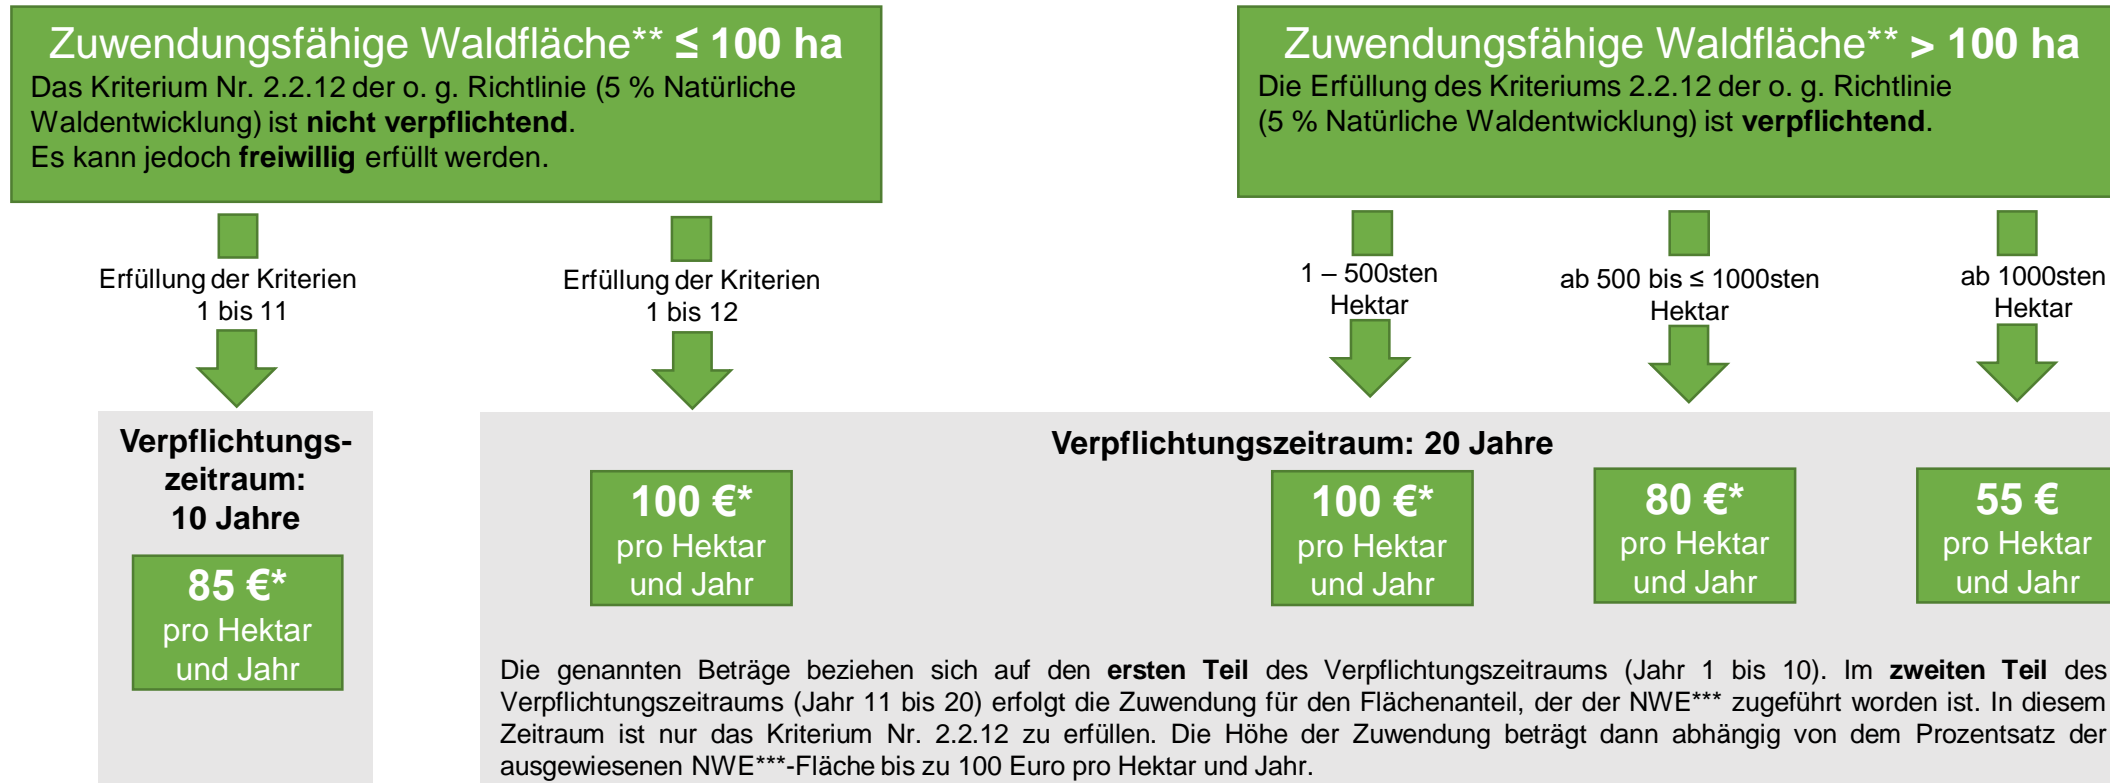 Zuwendungsfähige Waldfläche** ≤ 100 ha
Das Kriterium Nr. 2.2.12 der o. g. Richtlinie (5 % Natürliche
Waldentwicklung) ist nicht verpflichtend.
Es kann jedoch freiwillig erfüllt werden.
Zuwendungsfähige Waldfläche** > 100 ha
Die Erfüllung des Kriteriums 2.2.12 der o. g. Richtlinie
(5 % Natürliche Waldentwicklung) ist verpflichtend.
Erfüllung der Kriterien
1 bis 11
Erfüllung der Kriterien
1 bis 12
1 – 500sten
Hektar
ab 500 bis ≤ 1000sten
Hektar
ab 1000sten
Hektar
Verpflichtungs-
zeitraum:
10 Jahre
85 €*
pro Hektar
und Jahr
Verpflichtungszeitraum: 20 Jahre
100 €*
pro Hektar
und Jahr
100 €*
pro Hektar
und Jahr
80 €*
pro Hektar
und Jahr
55 €
pro Hektar
und Jahr
Die genannten Beträge beziehen sich auf den ersten Teil des Verpflichtungszeitraums (Jahr 1 bis 10). Im zweiten Teil des
Verpflichtungszeitraums (Jahr 11 bis 20) erfolgt die Zuwendung für den Flächenanteil, der der NWE*** zugeführt worden ist. In diesem
Zeitraum ist nur das Kriterium Nr. 2.2.12 zu erfüllen. Die Höhe der Zuwendung beträgt dann abhängig von dem Prozentsatz der
ausgewiesenen NWE***-Fläche bis zu 100 Euro pro Hektar und Jahr.